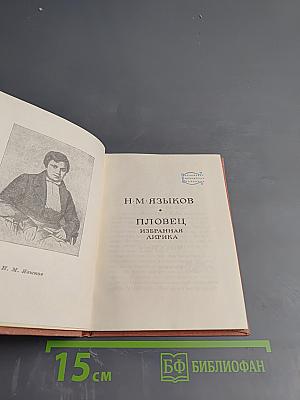 Н. М. Языков
Н·М·ЯЗЫКОВ
ПЛОВЕЦ
ИЗБРАННАЯ
ЛИРИКА
15 см
БФ БИБЛИОФАН